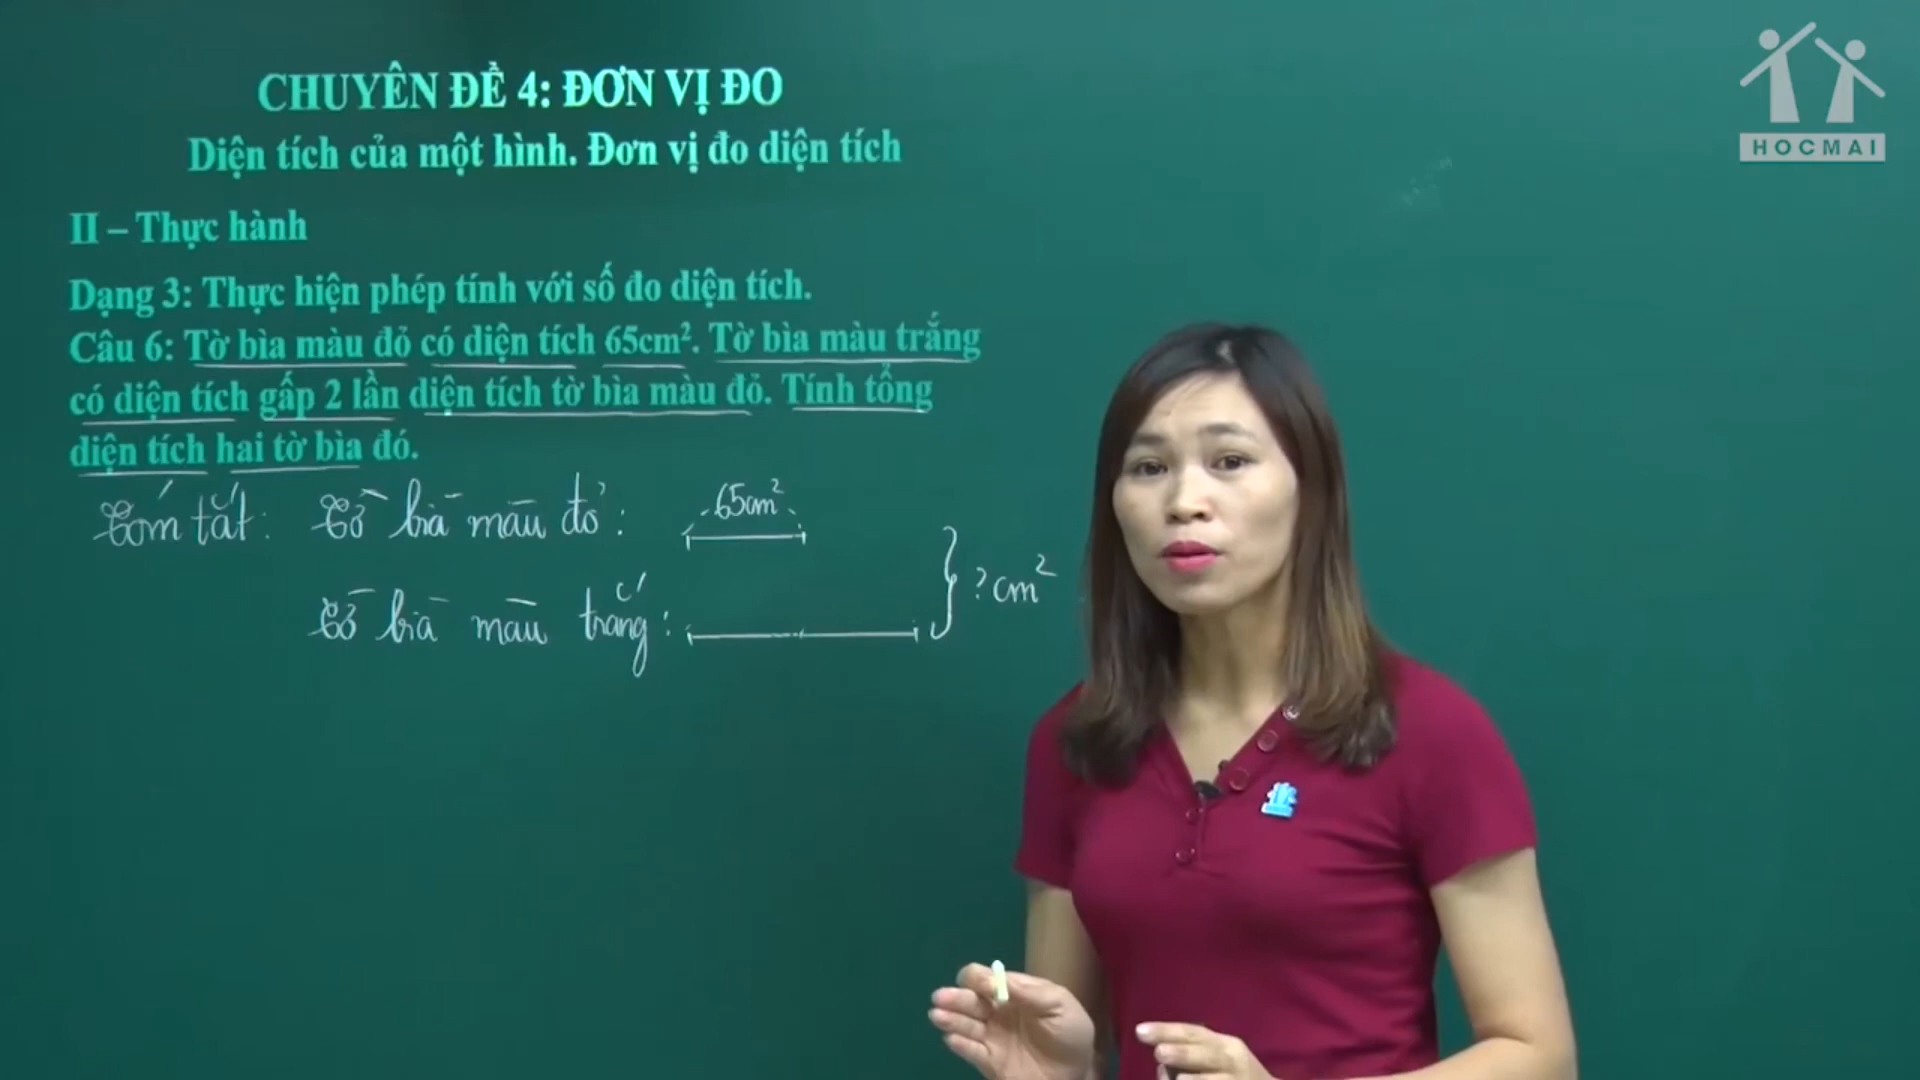 HOCMAI
CHUYÊN ĐỀ 4: ĐƠN VỊ ĐO
Diện tích của một hình. Đơn vị đo diện tích
II – Thực hành
Dạng 3: Thực hiện phép tính với số đo diện tích.
Câu 6: Tờ bìa màu đỏ có diện tích 65cm². Tờ bìa màu trắng
có diện tích gấp 2 lần diện tích tờ bìa màu đỏ. Tính tổng
diện tích hai tờ bìa đó.
Tóm tắt: Tờ bìa màu đỏ: 65cm²
Tờ bìa màu trắng: ? cm²